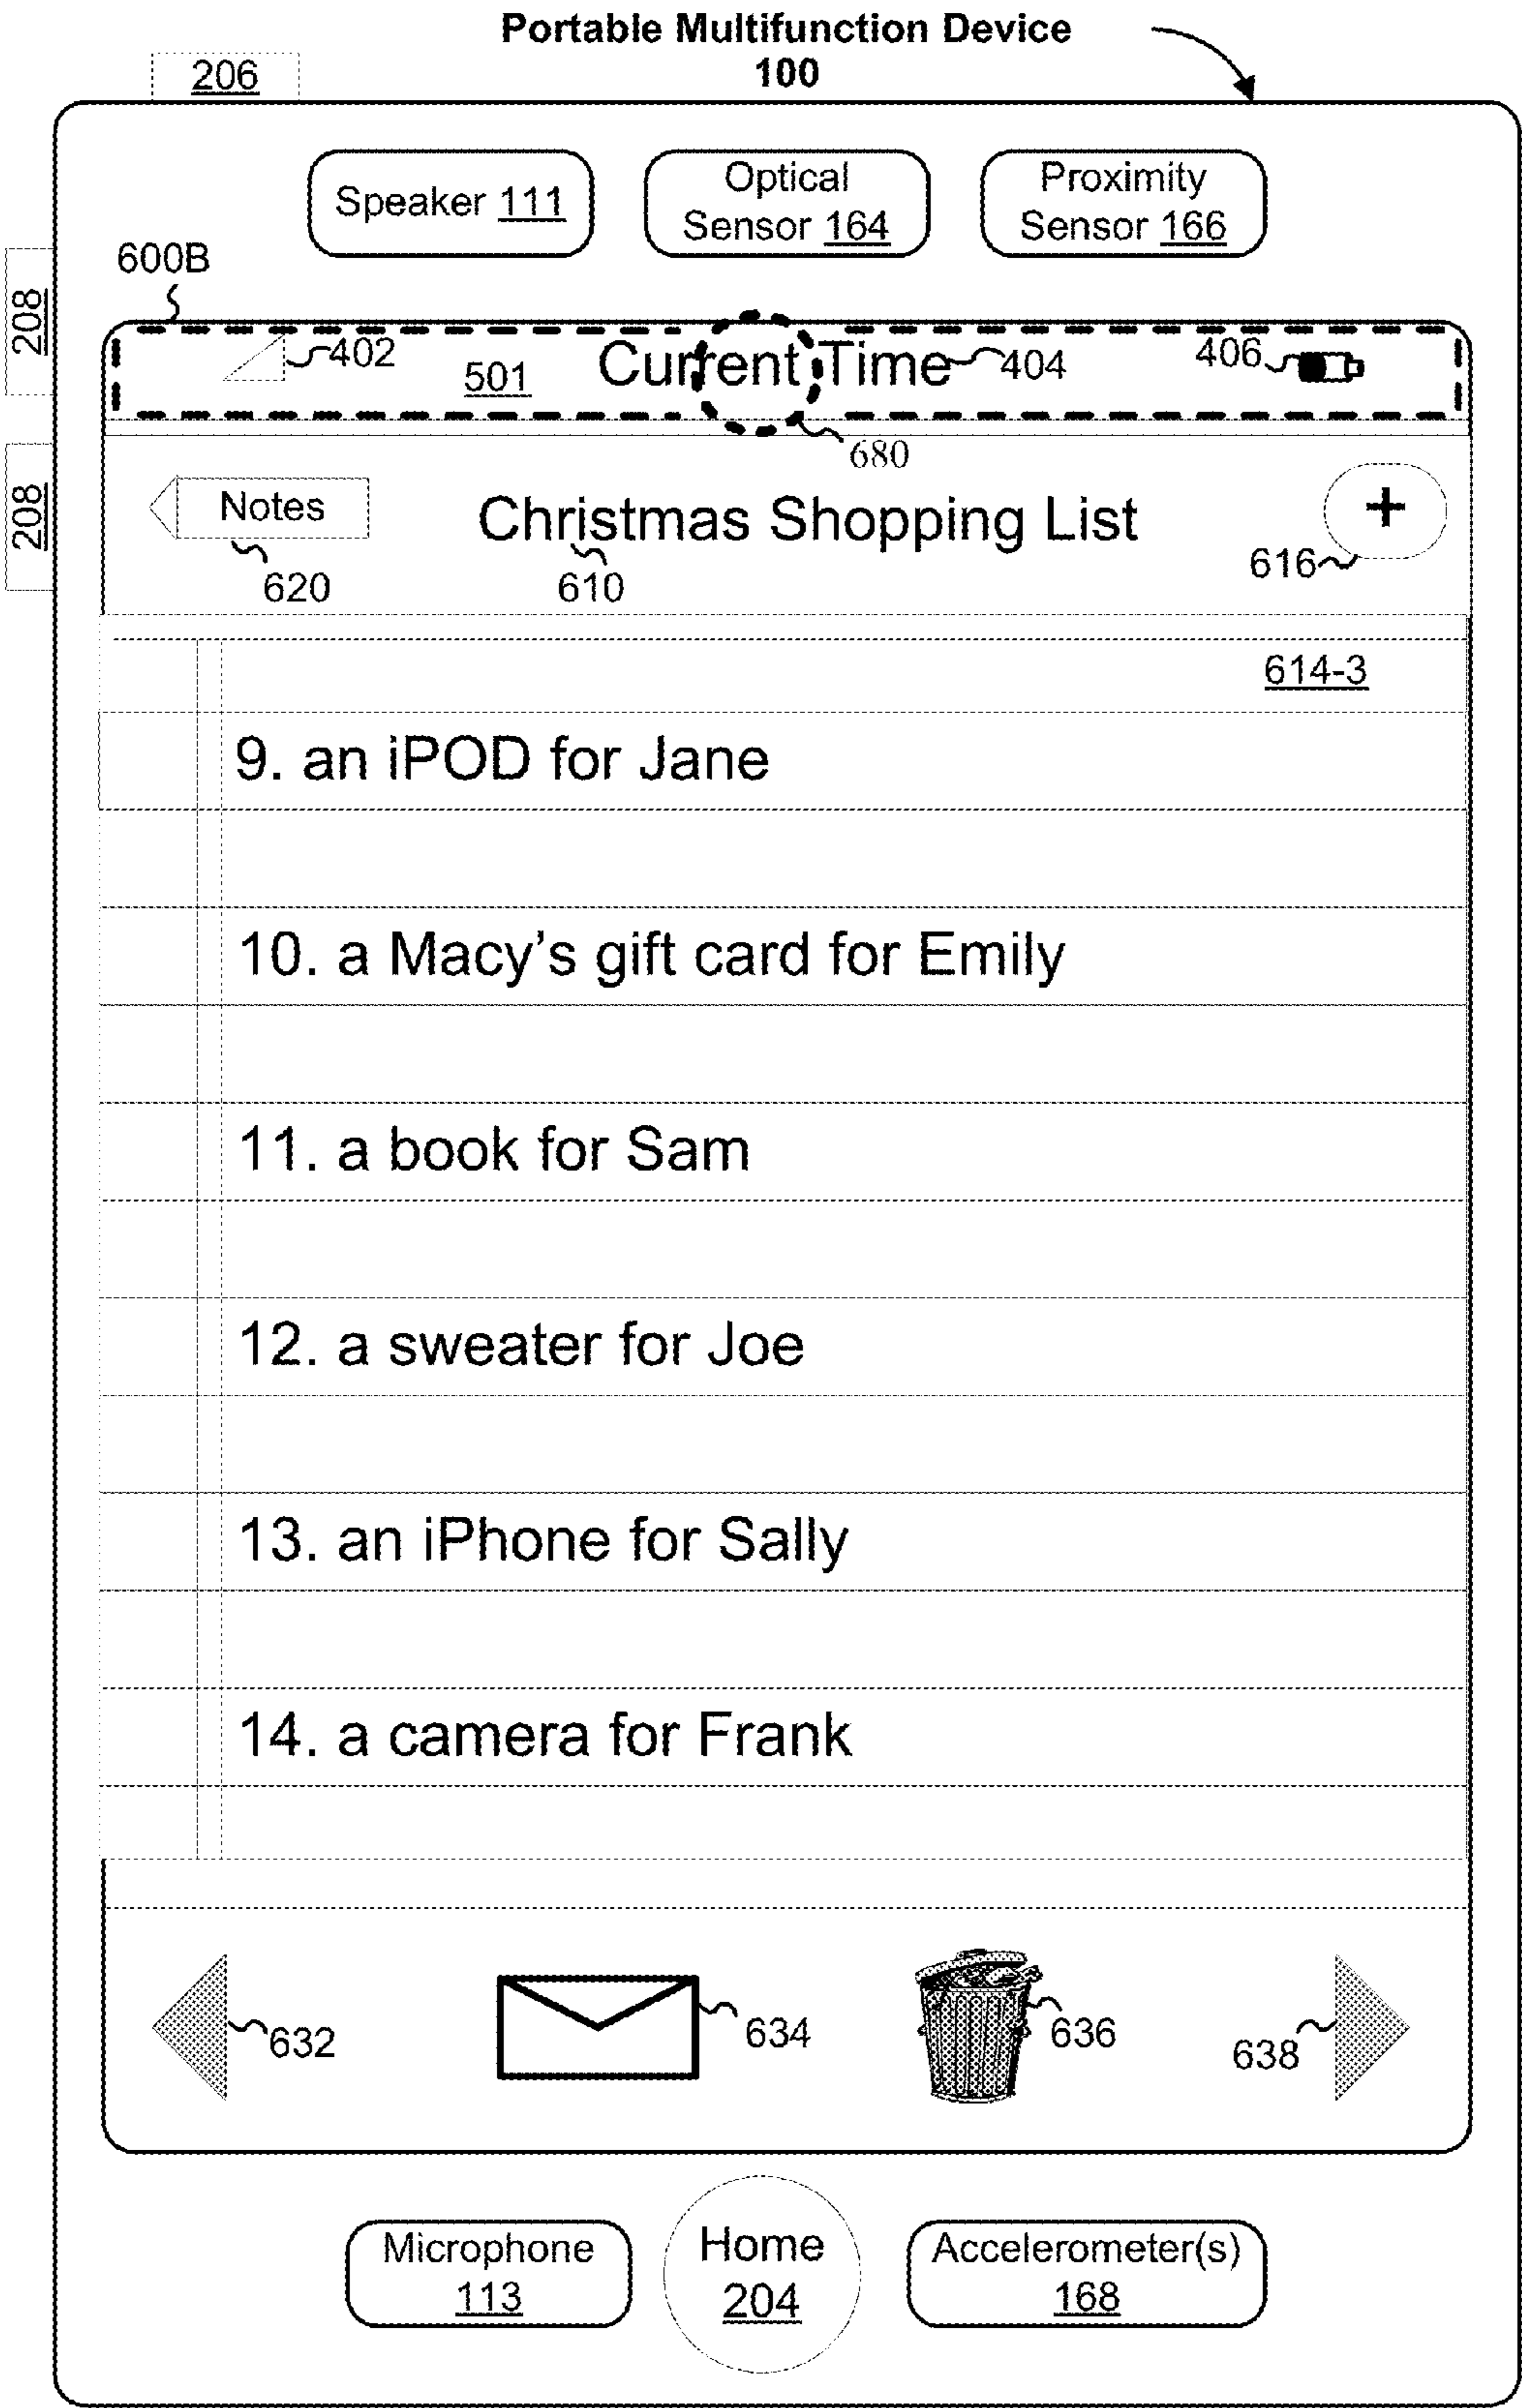 Portable Multifunction Device
100
206
Speaker 111
Optical
Sensor 164
Proximity
Sensor 166
600B
208
402
501
Current Time
404
406
680
208
Notes
Christmas Shopping List
+
620
610
616
614-3
9. an iPOD for Jane
10. a Macy’s gift card for Emily
11. a book for Sam
12. a sweater for Joe
13. an iPhone for Sally
14. a camera for Frank
632
634
636
638
Microphone
113
Home
204
Accelerometer(s)
168